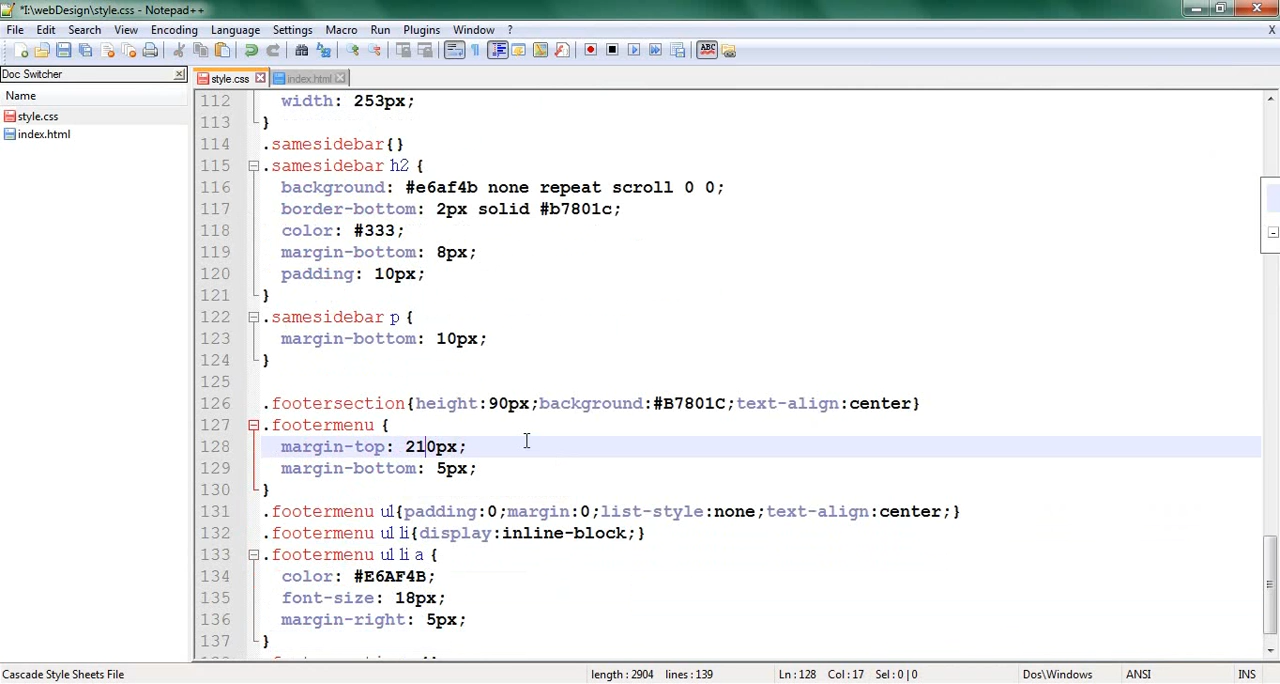 *I:\webDesign\style.css - Notepad++
File Edit Search View Encoding Language Settings Macro Run Plugins Window ? X
ABC
Doc Switcher
style.css
index.html
Name
style.css
index.html
112 width: 253px;
113 }
114 .samesidebar{}
115 .samesidebar h2 {
116 background: #e6af4b none repeat scroll 0 0;
117 border-bottom: 2px solid #b7801c;
118 color: #333;
119 margin-bottom: 8px;
120 padding: 10px;
121 }
122 .samesidebar p {
123 margin-bottom: 10px;
124 }
125
126 .footersection{height:90px;background:#B7801C;text-align:center}
127 .footermenu {
128 margin-top: 210px;
129 margin-bottom: 5px;
130 }
131 .footermenu ul{padding:0;margin:0;list-style:none;text-align:center;}
132 .footermenu ul li{display:inline-block;}
133 .footermenu ul li a {
134 color: #E6AF4B;
135 font-size: 18px;
136 margin-right: 5px;
137 }
Cascade Style Sheets File length : 2904 lines : 139 Ln : 128 Col : 17 Sel : 0 | 0 Dos\Windows ANSI INS